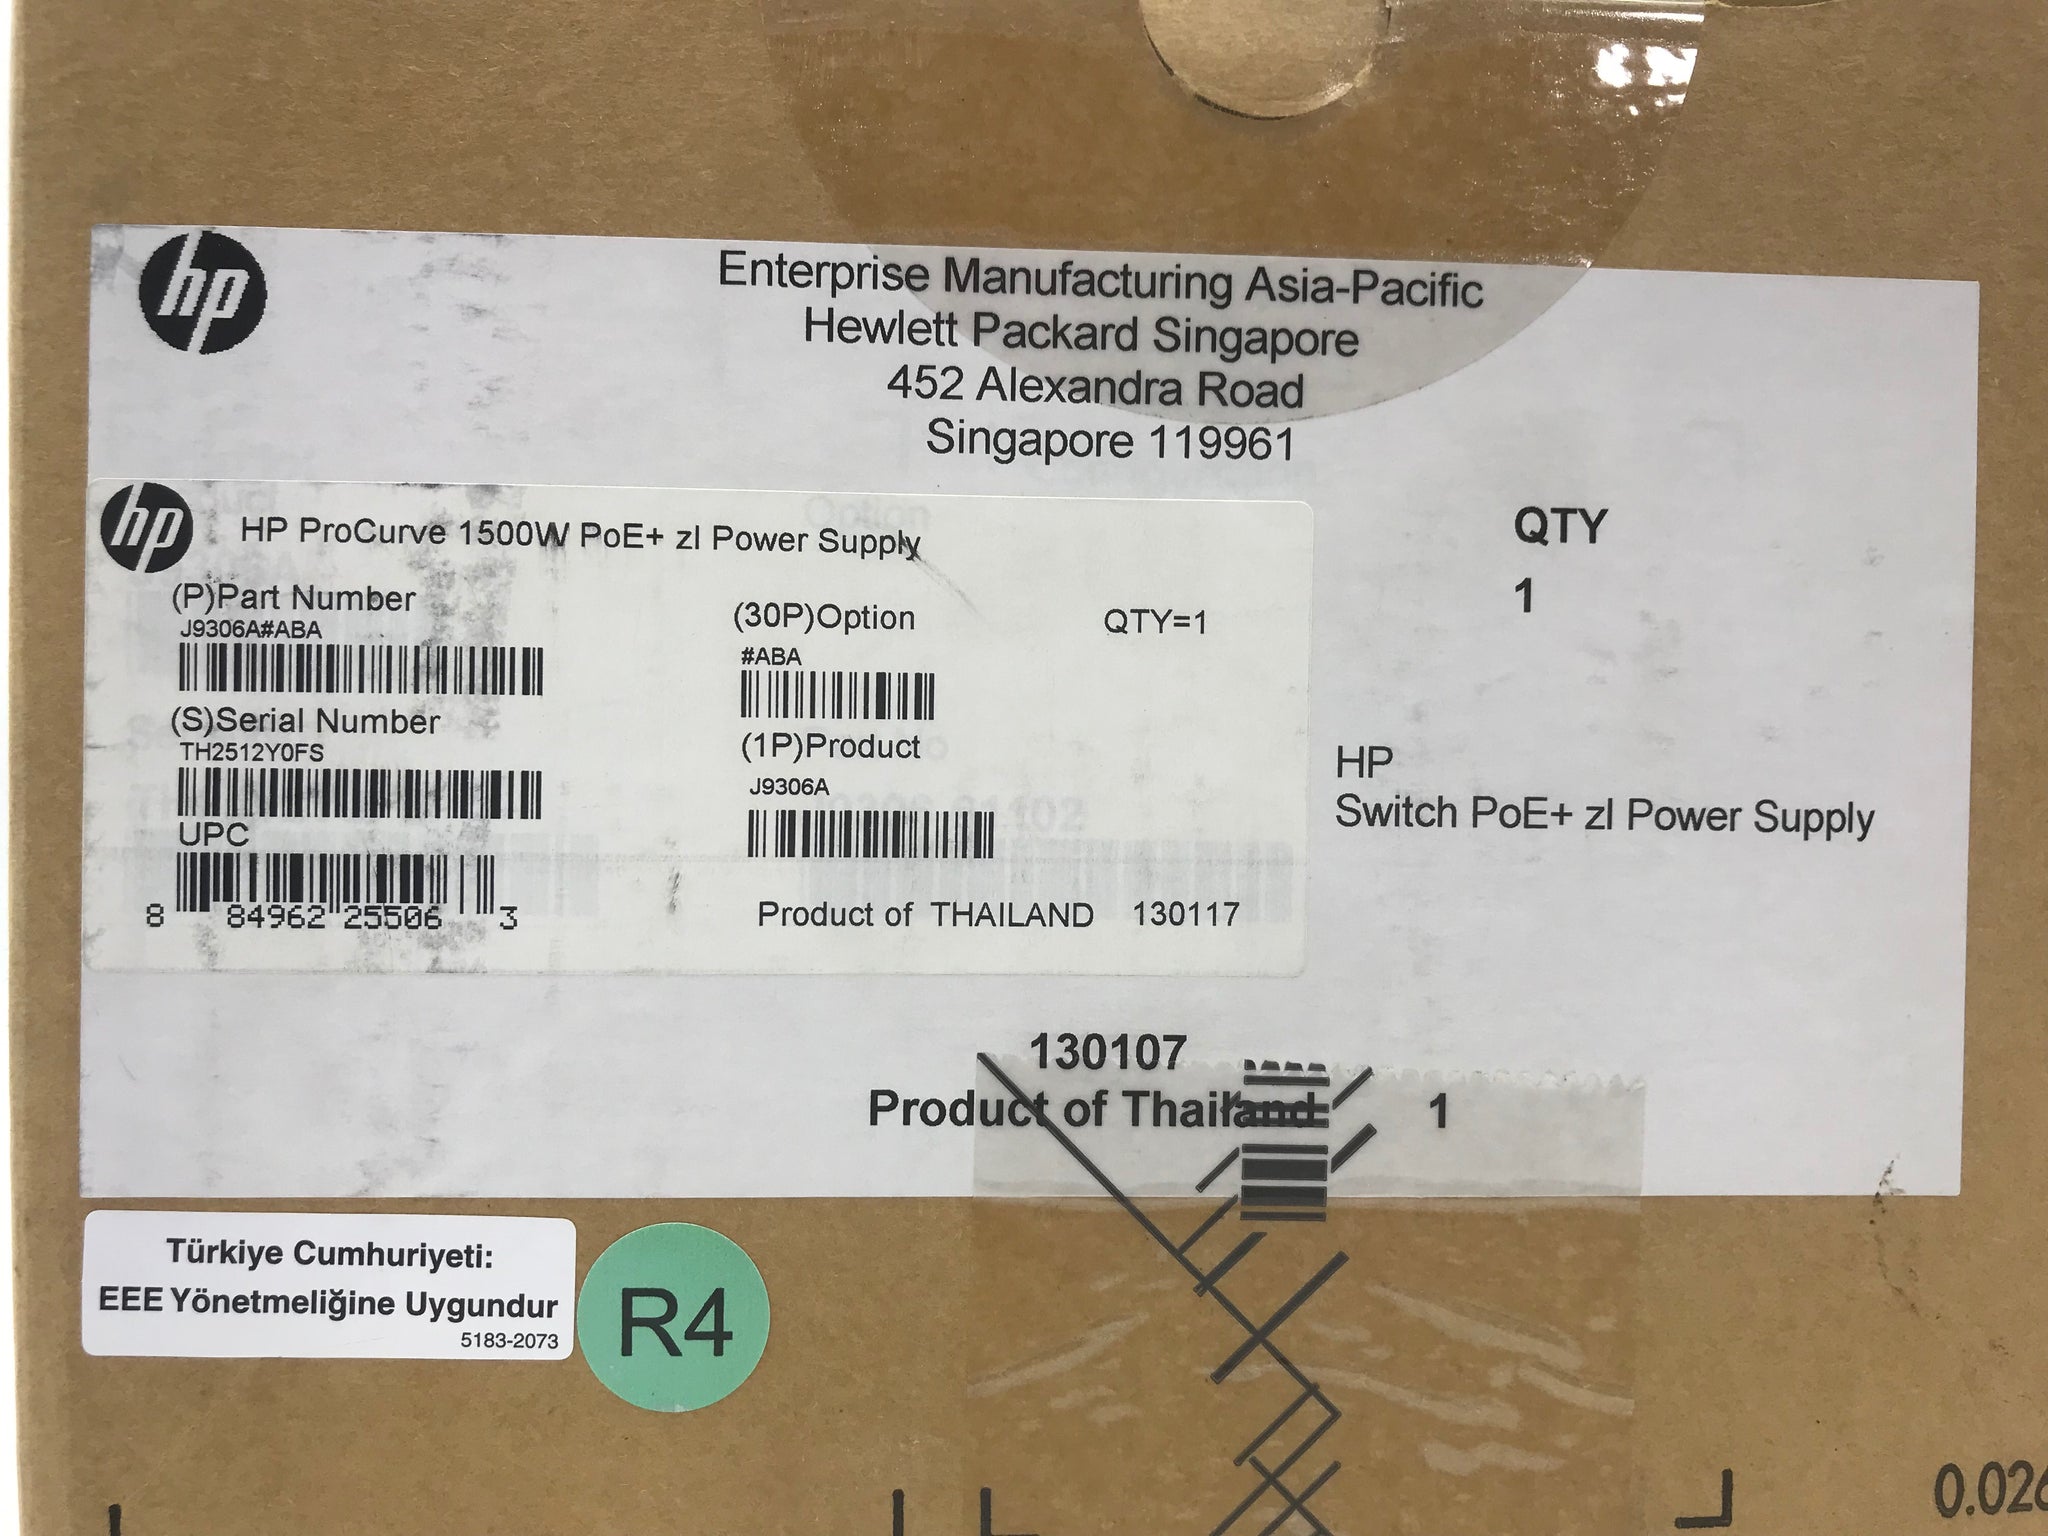 hp
Enterprise Manufacturing Asia-Pacific
Hewlett Packard Singapore
452 Alexandra Road
Singapore 119961
hp
HP ProCurve 1500W PoE+ zl Power Supply
(P)Part Number
J9306A#ABA
(S)Serial Number
TH2512Y0FS
UPC
8 84962 25506 3
(30P)Option
#ABA
QTY=1
(1P)Product
J9306A
Product of THAILAND 130117
QTY
1
HP
Switch PoE+ zl Power Supply
130107
Product of Thailand 1
Türkiye Cumhuriyeti:
EEE Yönetmeliğine Uygundur
5183-2073
R4